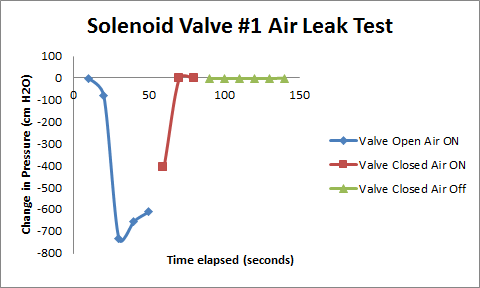 Solenoid Valve #1 Air Leak Test
Change in Pressure (cm H2O)
100
0
-100
-200
-300
-400
-500
-600
-700
-800
0
50
100
150
Time elapsed (seconds)
Valve Open Air ON
Valve Closed Air ON
Valve Closed Air Off